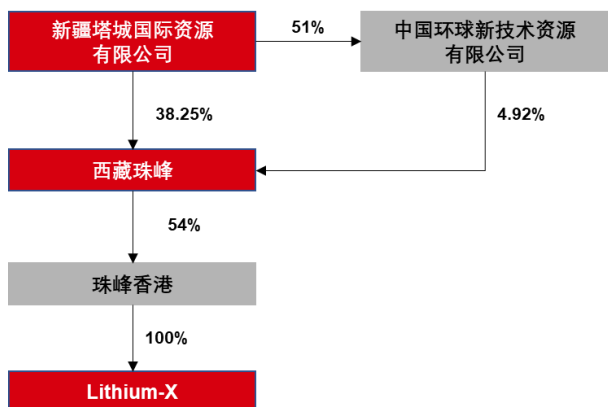 新疆塔城国际资源
有限公司
51%
中国环球新技术资源
有限公司
38.25%
4.92%
西藏珠峰
54%
珠峰香港
100%
Lithium-X